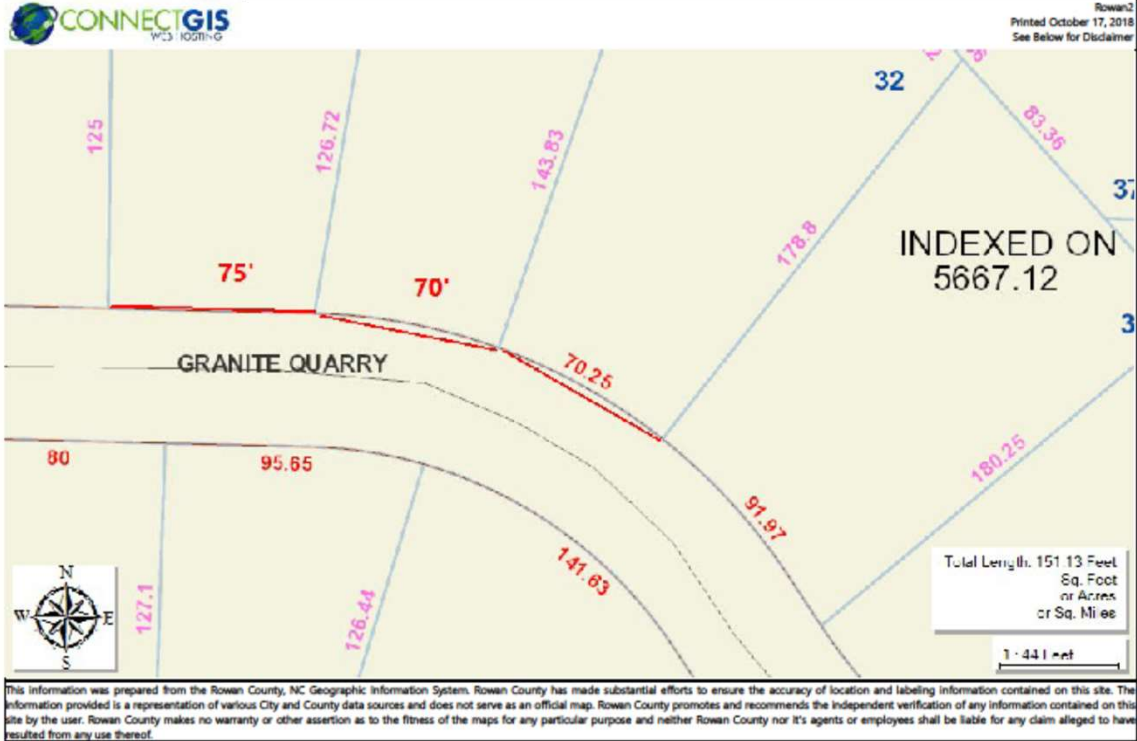 CONNECTGIS
WEB HOSTING
Rowan2
Printed October 17, 2018
See Below for Disclaimer
32
125
126.72
143.83
83.36
37
178.8
INDEXED ON
5667.12
75'
70'
3
GRANITE QUARRY
70.25
80
95.65
180.25
91.97
141.63
Total Length: 151.13 Feet
Sq. Feet
or Acres
or Sq. Miles
N
W E
S
127.1
126.44
1 : 44 Feet
This information was prepared from the Rowan County, NC Geographic Information System. Rowan County has made substantial efforts to ensure the accuracy of location and labeling information contained on this site. The
information provided is a representation of various City and County data sources and does not serve as an official map. Rowan County promotes and recommends the independent verification of any information contained on this
site by the user. Rowan County makes no warranty or other assertion as to the fitness of the maps for any particular purpose and neither Rowan County nor it's agents or employees shall be liable for any claim alleged to have
resulted from any use thereof.